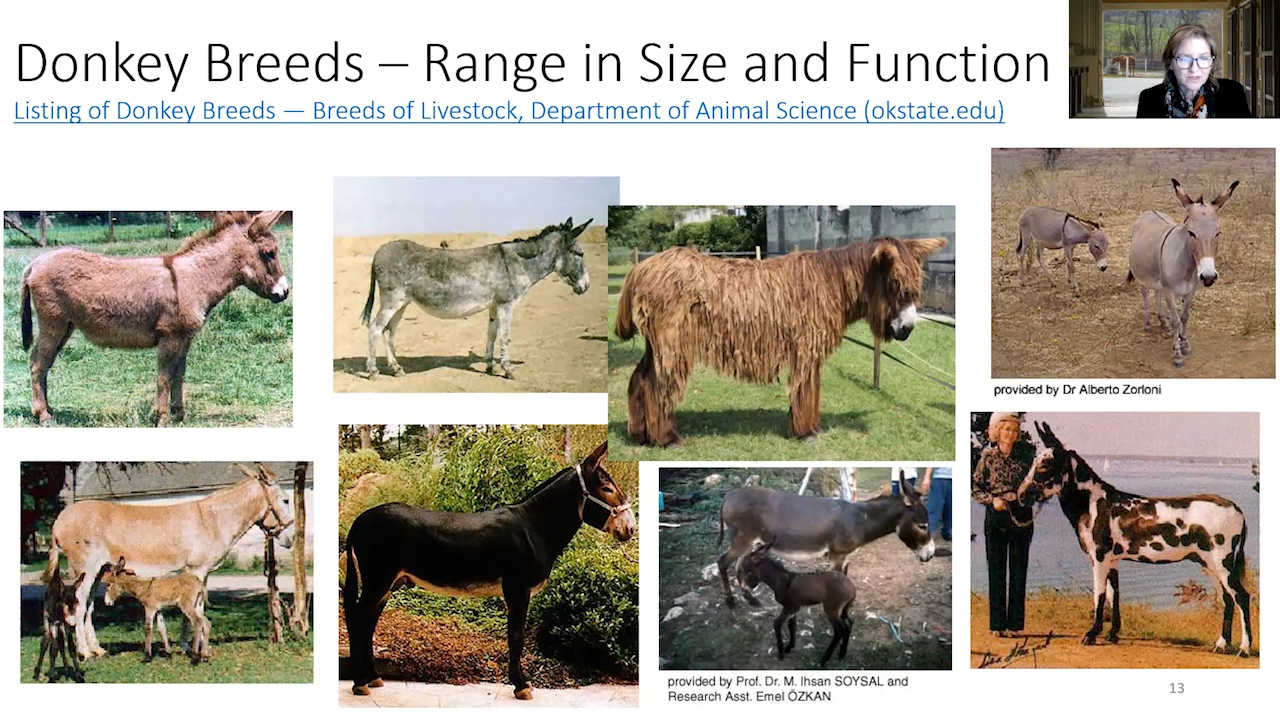 Donkey Breeds – Range in Size and Function
Listing of Donkey Breeds — Breeds of Livestock, Department of Animal Science (okstate.edu)
provided by Dr Alberto Zorloni
provided by Prof. Dr. M. Ihsan SOYSAL and
Research Asst. Emel ÖZKAN
13